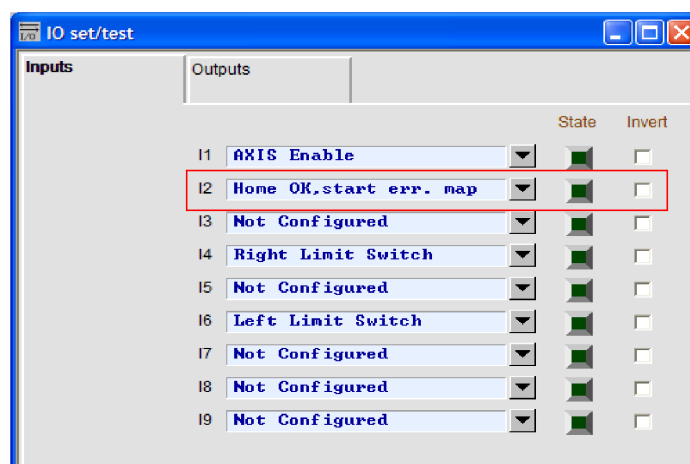 I/O IO set/test
Inputs Outputs
State Invert
I1 AXIS Enable
I2 Home OK,start err. map
I3 Not Configured
I4 Right Limit Switch
I5 Not Configured
I6 Left Limit Switch
I7 Not Configured
I8 Not Configured
I9 Not Configured